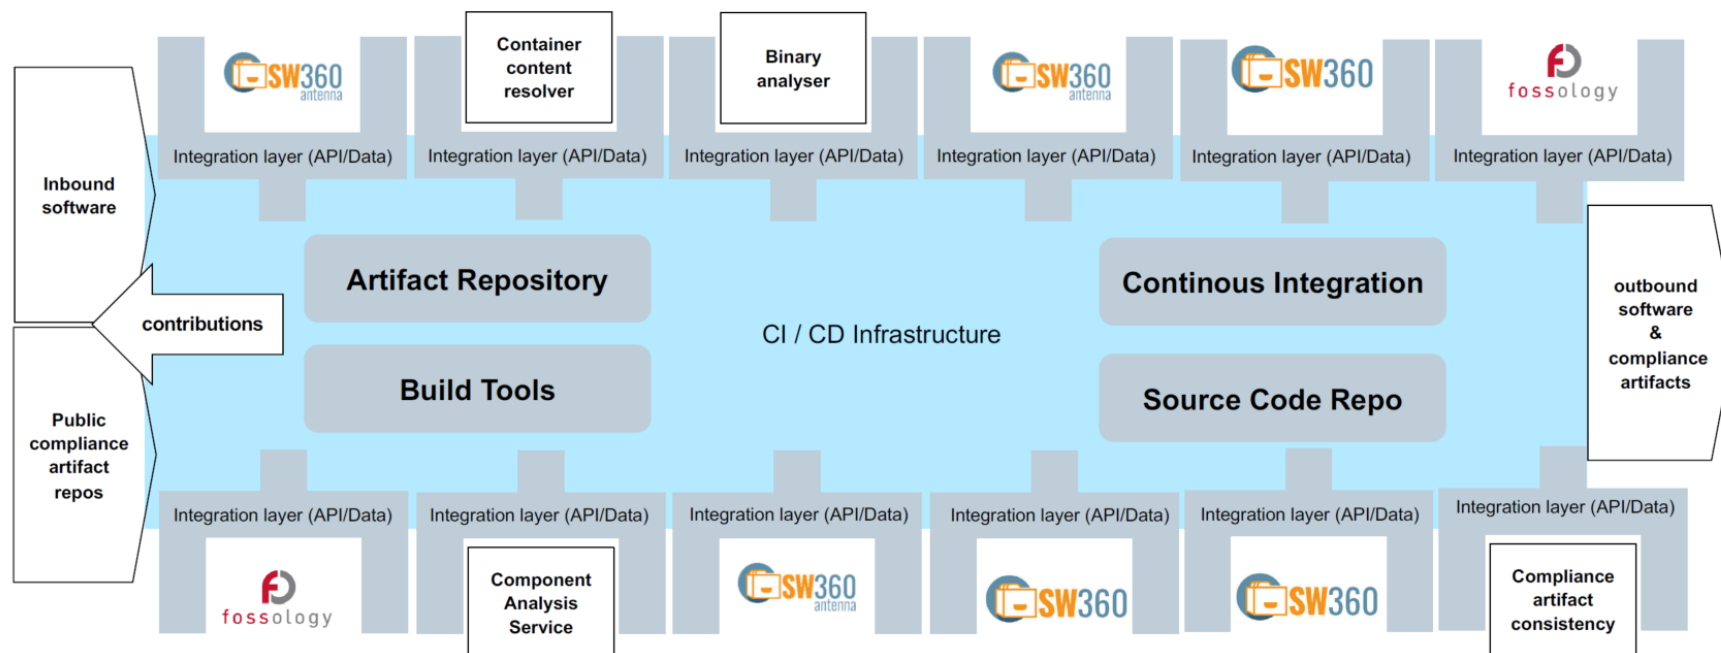 SW360
antenna
Container
content
resolver
Binary
analyser
SW360
antenna
SW360
fossology
Integration layer (API/Data)
Integration layer (API/Data)
Integration layer (API/Data)
Integration layer (API/Data)
Integration layer (API/Data)
Integration layer (API/Data)
Inbound
software
Artifact Repository
Continous Integration
contributions
CI / CD Infrastructure
outbound
software
&
compliance
artifacts
Build Tools
Source Code Repo
Public
compliance
artifact
repos
Integration layer (API/Data)
Integration layer (API/Data)
Integration layer (API/Data)
Integration layer (API/Data)
Integration layer (API/Data)
Integration layer (API/Data)
fossology
Component
Analysis
Service
SW360
antenna
SW360
SW360
Compliance
artifact
consistency